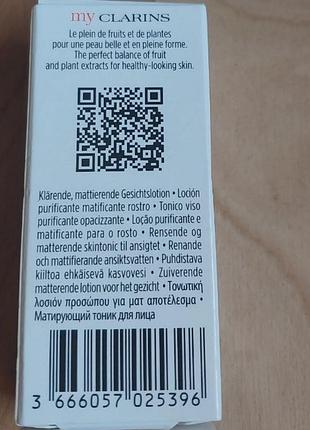 my CLARINS
Le plein de fruits et de plantes
pour une peau belle et en pleine forme.
The perfect balance of fruit
and plant extracts for healthy-looking skin.
Klärende, mattierende Gesichtslotion • Loción
purificante matificante rostro • Tonico viso
purificante opacizzante • Loção purificante e
matificante para o rosto • Rensende og
matterende skintonic til ansigtet • Renande
och mattifierande ansiktsvatten • Puhdistava
kiiltoa ehkäisevä kasvovesi • Zuiverende
matterende lotion voor het gezicht • Τονωτική
λοσιόν προσώπου για ματ αποτέλεσμα •
Матирующий тоник для лица
3 666057 025396